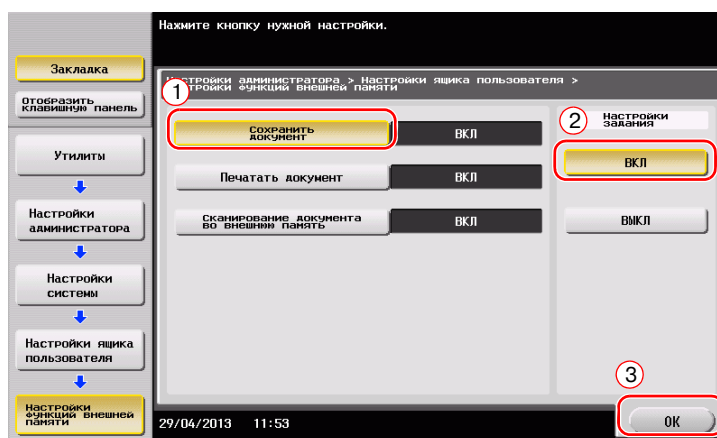 Нажмите кнопку нужной настройки.
Закладка
Отобразить
клавишную панель
Утилиты
Настройки
администратора
Настройки
системы
Настройки ящика
пользователя
Настройки
функций внешней
памяти
администратора > Настройки ящика пользователя >
функций внешней памяти
1
Сохранить
документ
ВКЛ
Печатать документ
ВКЛ
Сканирование документа
во внешнюю память
ВКЛ
2
Настройки
задания
ВКЛ
ВЫКЛ
3
29/04/2013 11:53
OK